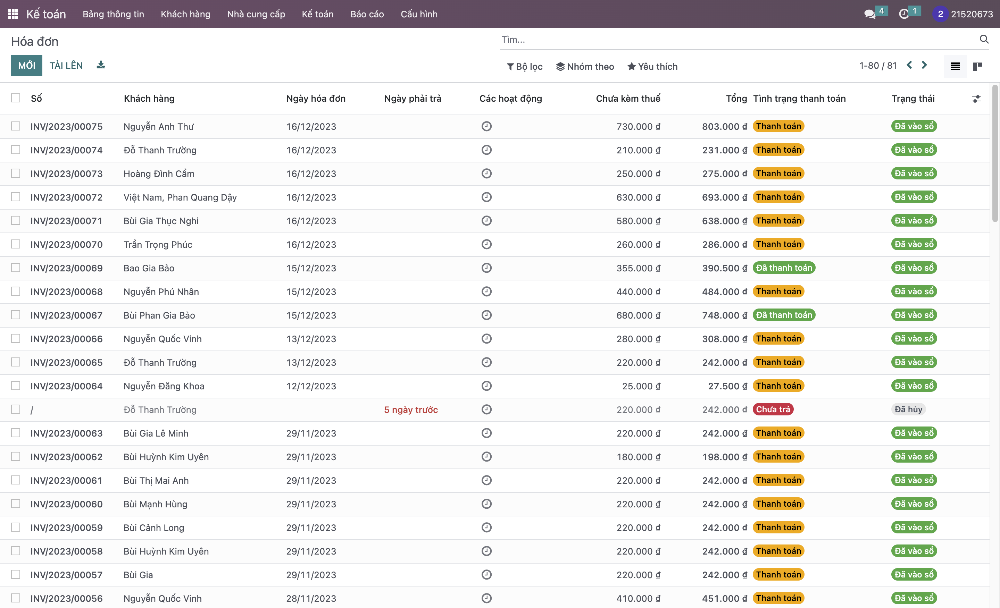 Kế toán Bảng thông tin Khách hàng Nhà cung cấp Kế toán Báo cáo Cấu hình 4 1 2 21520673
Hóa đơn Tìm...
MỚI TẢI LÊN Bộ lọc Nhóm theo Yêu thích 1-80 / 81
Số Khách hàng Ngày hóa đơn Ngày phải trả Các hoạt động Chưa kèm thuế Tổng Tình trạng thanh toán Trạng thái
INV/2023/00075 Nguyễn Anh Thư 16/12/2023 730.000 ₫ 803.000 ₫ Thanh toán Đã vào sổ
INV/2023/00074 Đỗ Thanh Trường 16/12/2023 210.000 ₫ 231.000 ₫ Thanh toán Đã vào sổ
INV/2023/00073 Hoàng Đình Cẩm 16/12/2023 250.000 ₫ 275.000 ₫ Thanh toán Đã vào sổ
INV/2023/00072 Việt Nam, Phan Quang Dậy 16/12/2023 630.000 ₫ 693.000 ₫ Thanh toán Đã vào sổ
INV/2023/00071 Bùi Gia Thục Nghi 16/12/2023 580.000 ₫ 638.000 ₫ Thanh toán Đã vào sổ
INV/2023/00070 Trần Trọng Phúc 16/12/2023 260.000 ₫ 286.000 ₫ Thanh toán Đã vào sổ
INV/2023/00069 Bao Gia Bảo 15/12/2023 355.000 ₫ 390.500 ₫ Đã thanh toán Đã vào sổ
INV/2023/00068 Nguyễn Phú Nhân 15/12/2023 440.000 ₫ 484.000 ₫ Thanh toán Đã vào sổ
INV/2023/00067 Bùi Phan Gia Bảo 15/12/2023 680.000 ₫ 748.000 ₫ Đã thanh toán Đã vào sổ
INV/2023/00066 Nguyễn Quốc Vinh 13/12/2023 280.000 ₫ 308.000 ₫ Thanh toán Đã vào sổ
INV/2023/00065 Đỗ Thanh Trường 13/12/2023 220.000 ₫ 242.000 ₫ Thanh toán Đã vào sổ
INV/2023/00064 Nguyễn Đăng Khoa 12/12/2023 25.000 ₫ 27.500 ₫ Thanh toán Đã vào sổ
/ Đỗ Thanh Trường 5 ngày trước 220.000 ₫ 242.000 ₫ Chưa trả Đã hủy
INV/2023/00063 Bùi Gia Lê Minh 29/11/2023 220.000 ₫ 242.000 ₫ Thanh toán Đã vào sổ
INV/2023/00062 Bùi Huỳnh Kim Uyên 29/11/2023 180.000 ₫ 198.000 ₫ Thanh toán Đã vào sổ
INV/2023/00061 Bùi Thị Mai Anh 29/11/2023 220.000 ₫ 242.000 ₫ Thanh toán Đã vào sổ
INV/2023/00060 Bùi Mạnh Hùng 29/11/2023 220.000 ₫ 242.000 ₫ Thanh toán Đã vào sổ
INV/2023/00059 Bùi Cảnh Long 29/11/2023 220.000 ₫ 242.000 ₫ Thanh toán Đã vào sổ
INV/2023/00058 Bùi Huỳnh Kim Uyên 29/11/2023 220.000 ₫ 242.000 ₫ Thanh toán Đã vào sổ
INV/2023/00057 Bùi Gia 29/11/2023 220.000 ₫ 242.000 ₫ Thanh toán Đã vào sổ
INV/2023/00056 Nguyễn Quốc Vinh 28/11/2023 410.000 ₫ 451.000 ₫ Thanh toán Đã vào sổ